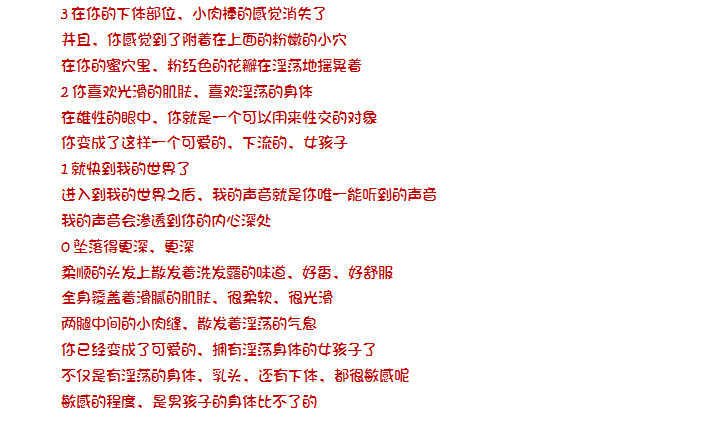 3 在你的下体部位，小肉棒的感觉消失了
并且，你感觉到了附着在上面的粉嫩的小穴
在你的蜜穴里，粉红色的花瓣在淫荡地摇晃着
2 你喜欢光滑的肌肤，喜欢淫荡的身体
在雄性的眼中，你就是一个可以用来性交的对象
你变成了这样一个可爱的、下流的，女孩子
1 就快到我的世界了
进入到我的世界之后，我的声音就是你唯一能听到的声音
我的声音会渗透到你的内心深处
0 坠落得更深，更深
柔顺的头发上散发着洗发露的味道，好香，好舒服
全身覆盖着滑腻的肌肤，很柔软，很光滑
两腿中间的小肉缝，散发着淫荡的气息
你已经变成了可爱的，拥有淫荡身体的女孩子了
不仅是有淫荡的身体，乳头，还有下体，都很敏感呢
敏感的程度，是男孩子的身体比不了的